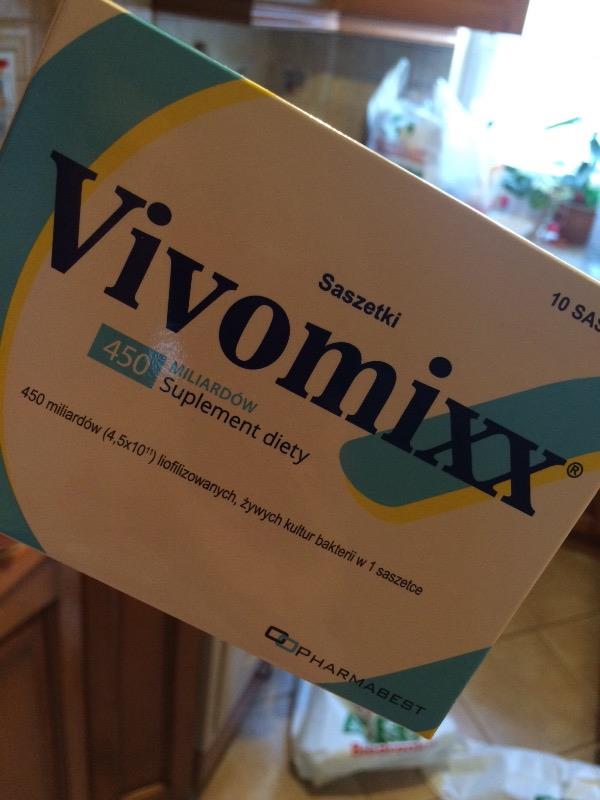 Vivomixx®
Saszetki
10 SAS
450 MILIARDÓW
Suplement diety
450 miliardów (4,5x10¹¹) liofilizowanych, żywych kultur bakterii w 1 saszetce
PHARMABEST